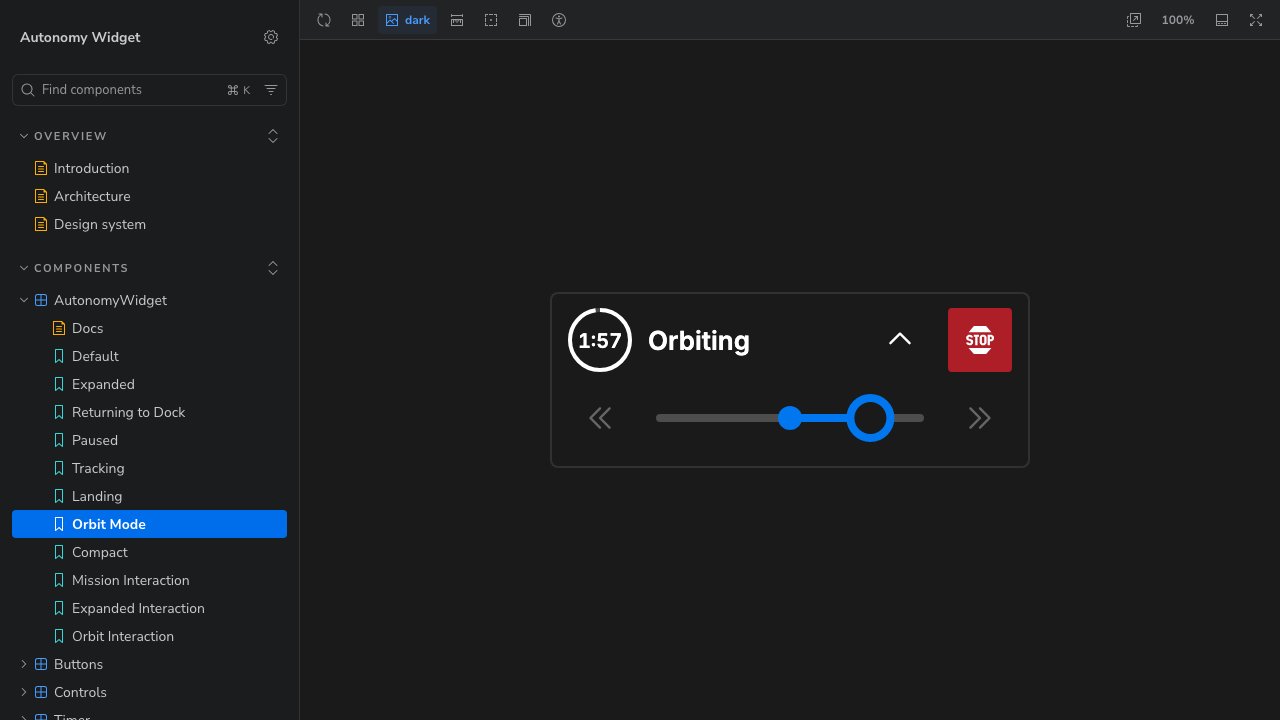 Autonomy Widget
dark
100%
Find components
⌘ K
OVERVIEW
Introduction
Architecture
Design system
COMPONENTS
AutonomyWidget
Docs
Default
Expanded
Returning to Dock
Paused
Tracking
Landing
Orbit Mode
Compact
Mission Interaction
Expanded Interaction
Orbit Interaction
Buttons
Controls
Timer
1:57
Orbiting
STOP